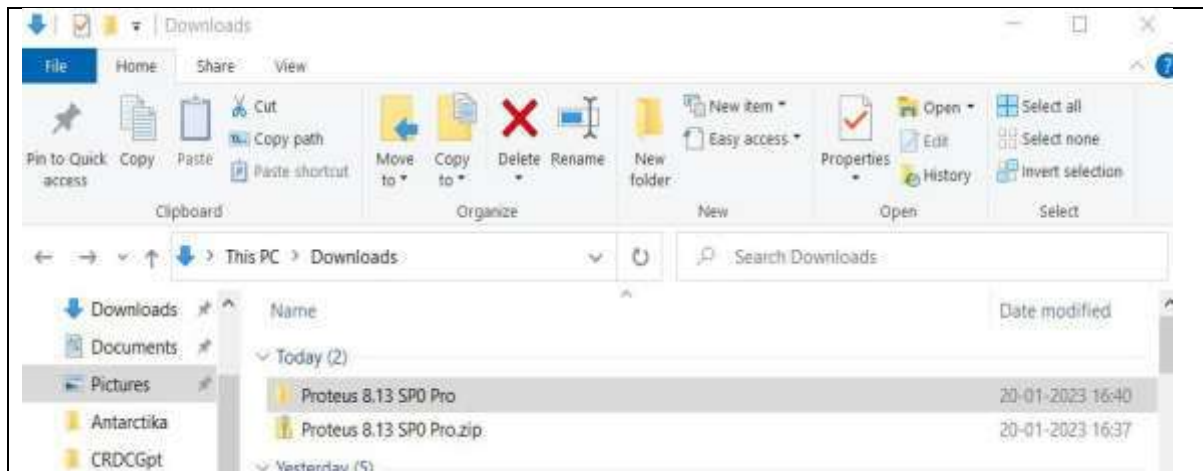 Downloads
File Home Share View
Pin to Quick access
Copy
Paste
Cut
Copy path
Paste shortcut
Move to
Copy to
Delete
Rename
New folder
New item
Easy access
Properties
Open
Edit
History
Select all
Select none
Invert selection
Clipboard Organize New Open Select
This PC > Downloads
Search Downloads
Downloads
Documents
Pictures
Antarctika
CRDCGpt
Name Date modified
Today (2)
Proteus 8.13 SP0 Pro 20-01-2023 16:40
Proteus 8.13 SP0 Pro.zip 20-01-2023 16:37
Yesterday (5)